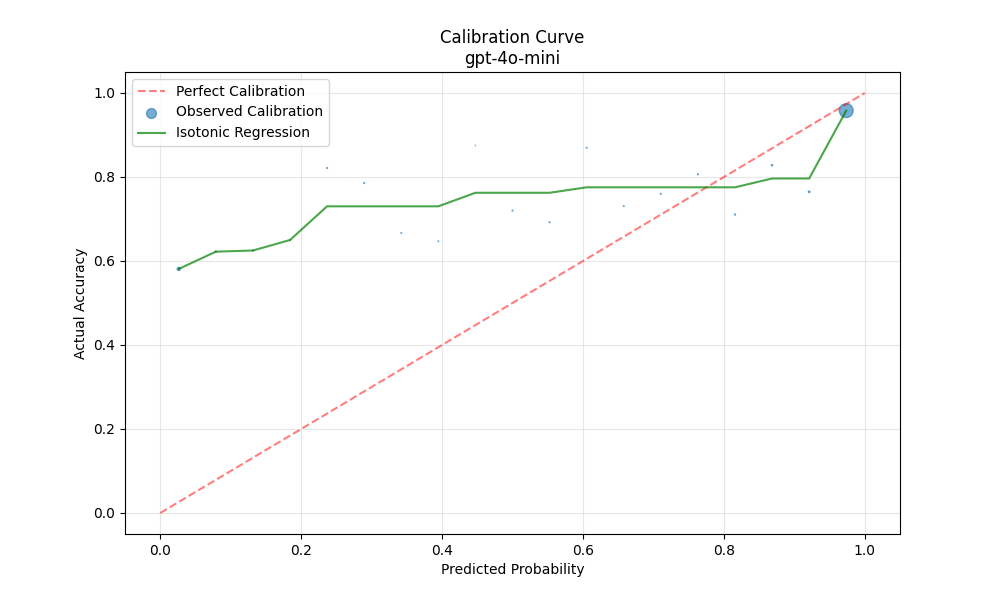 Calibration Curve
gpt-4o-mini
Perfect Calibration
Observed Calibration
Isotonic Regression
1.0
0.8
0.6
0.4
0.2
0.0
Actual Accuracy
0.0 0.2 0.4 0.6 0.8 1.0
Predicted Probability